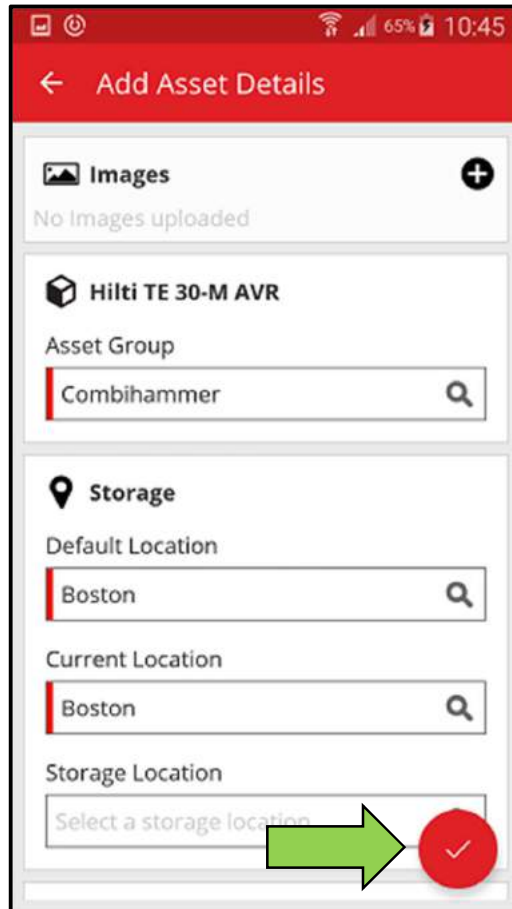 65% 10:45
Add Asset Details
Images
No Images uploaded
Hilti TE 30-M AVR
Asset Group
Combihammer
Storage
Default Location
Boston
Current Location
Boston
Storage Location
Select a storage location